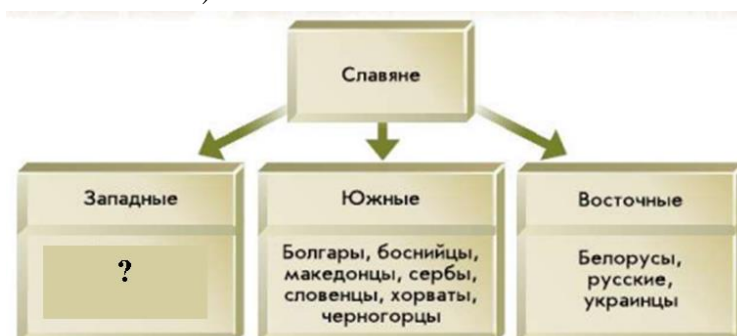 )
Славяне
Западные
?
Южные
Болгары, боснийцы,
македонцы, сербы,
словенцы, хорваты,
черногорцы
Восточные
Белорусы,
русские,
украинцы